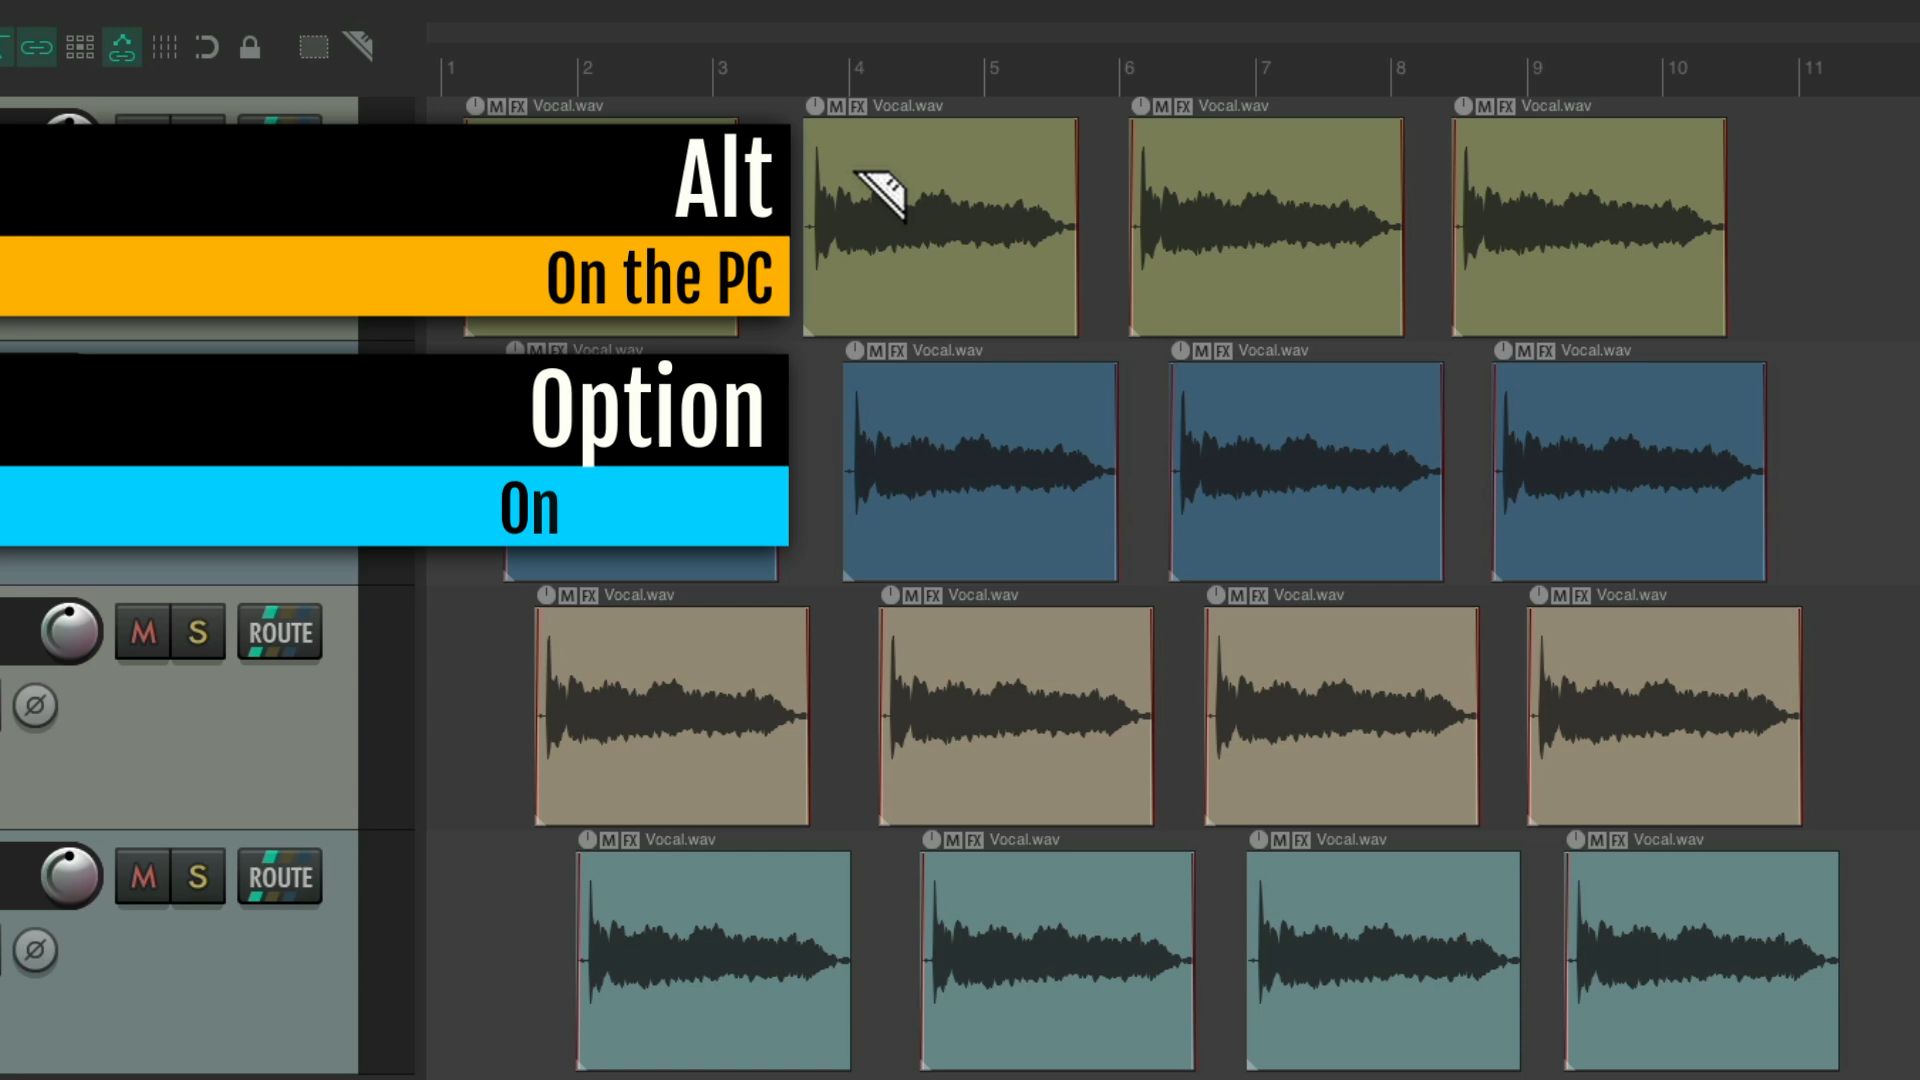 1 2 3 4 5 6 7 8 9 10 11
M FX Vocal.wav M FX Vocal.wav M FX Vocal.wav M FX Vocal.wav
Alt
On the PC
M FX Vocal.wav M FX Vocal.wav M FX Vocal.wav M FX Vocal.wav
Option
On
M FX Vocal.wav M FX Vocal.wav M FX Vocal.wav M FX Vocal.wav
M S ROUTE
M FX Vocal.wav M FX Vocal.wav M FX Vocal.wav M FX Vocal.wav
M S ROUTE